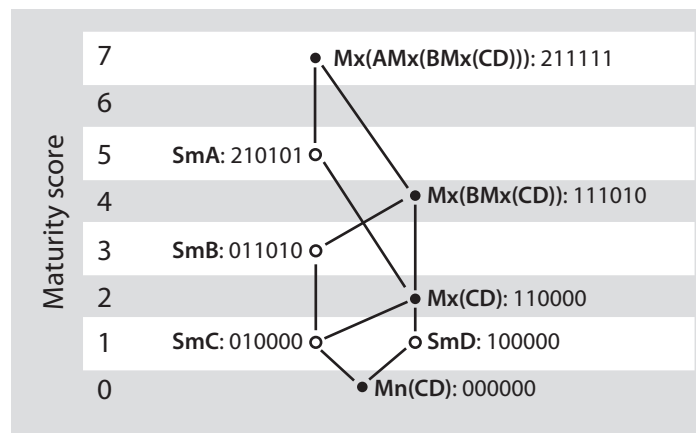 7 Mx(AMx(BMx(CD))): 211111
6
5 SmA: 210101
4 Mx(BMx(CD)): 111010
3 SmB: 011010
2 Mx(CD): 110000
1 SmC: 010000 SmD: 100000
0 Mn(CD): 000000
Maturity score